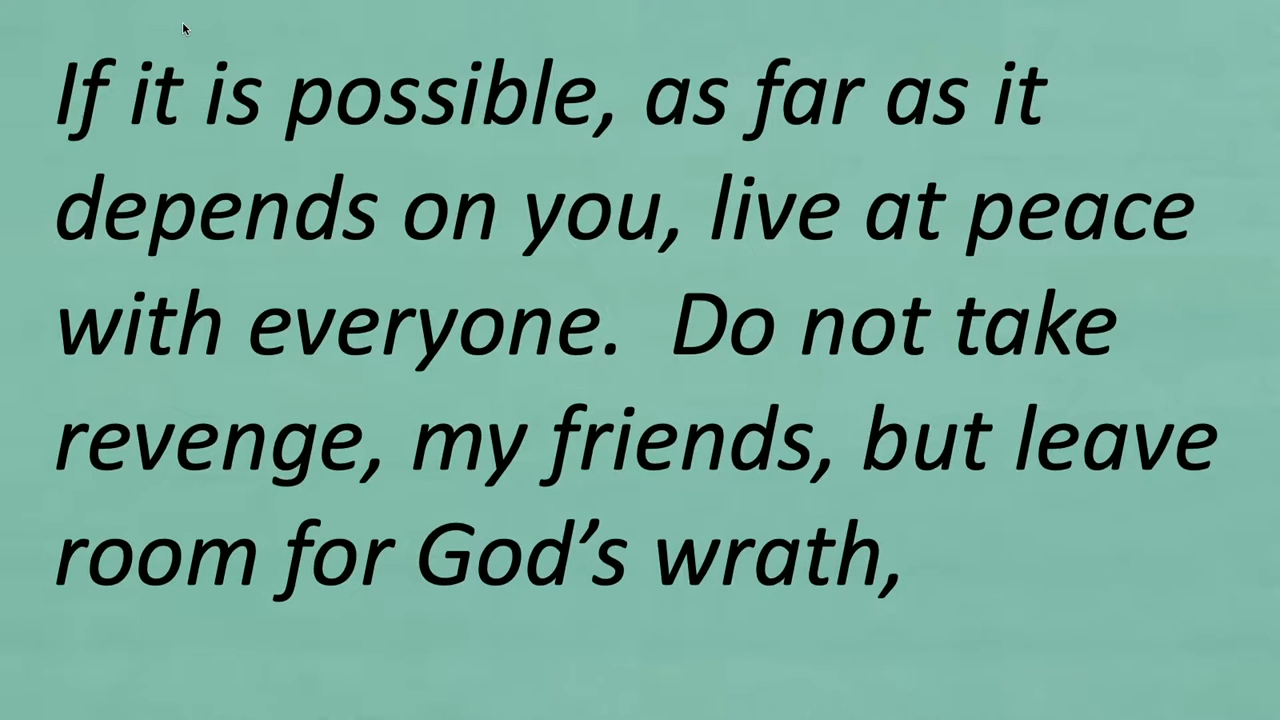 If it is possible, as far as it
depends on you, live at peace
with everyone.  Do not take
revenge, my friends, but leave
room for God’s wrath,